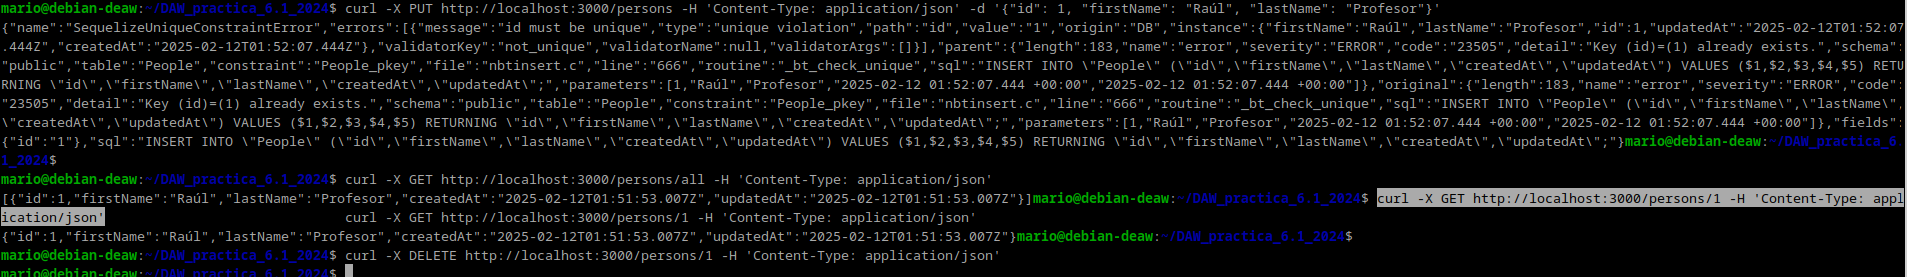 mario@debian-deaw:~/DAW_practica_6.1_2024$ curl -X PUT http://localhost:3000/persons -H 'Content-Type: application/json' -d '{"id": 1, "firstName": "Raúl", "lastName": "Profesor"}'
{"name":"SequelizeUniqueConstraintError","errors":[{"message":"id must be unique","type":"unique violation","path":"id","value":"1","origin":"DB","instance":{"firstName":"Raúl","lastName":"Profesor","id":1,"updatedAt":"2025-02-12T01:52:07
.444Z","createdAt":"2025-02-12T01:52:07.444Z"},"validatorKey":"not_unique","validatorName":null,"validatorArgs":[]}],"parent":{"length":183,"name":"error","severity":"ERROR","code":"23505","detail":"Key (id)=(1) already exists.","schema":
"public","table":"People","constraint":"People_pkey","file":"nbtinsert.c","line":"666","routine":"_bt_check_unique","sql":"INSERT INTO \"People\" (\"id\",\"firstName\",\"lastName\",\"createdAt\",\"updatedAt\") VALUES ($1,$2,$3,$4,$5) RETU
RNING \"id\",\"firstName\",\"lastName\",\"createdAt\",\"updatedAt\";","parameters":[1,"Raúl","Profesor","2025-02-12 01:52:07.444 +00:00","2025-02-12 01:52:07.444 +00:00"]},"original":{"length":183,"name":"error","severity":"ERROR","code":
"23505","detail":"Key (id)=(1) already exists.","schema":"public","table":"People","constraint":"People_pkey","file":"nbtinsert.c","line":"666","routine":"_bt_check_unique","sql":"INSERT INTO \"People\" (\"id\",\"firstName\",\"lastName\",
\"createdAt\",\"updatedAt\") VALUES ($1,$2,$3,$4,$5) RETURNING \"id\",\"firstName\",\"lastName\",\"createdAt\",\"updatedAt\";","parameters":[1,"Raúl","Profesor","2025-02-12 01:52:07.444 +00:00","2025-02-12 01:52:07.444 +00:00"]},"fields":
{"id":"1"},"sql":"INSERT INTO \"People\" (\"id\",\"firstName\",\"lastName\",\"createdAt\",\"updatedAt\") VALUES ($1,$2,$3,$4,$5) RETURNING \"id\",\"firstName\",\"lastName\",\"createdAt\",\"updatedAt\";"}mario@debian-deaw:~/DAW_practica_6.
1_2024$
mario@debian-deaw:~/DAW_practica_6.1_2024$ curl -X GET http://localhost:3000/persons/all -H 'Content-Type: application/json'
[{"id":1,"firstName":"Raúl","lastName":"Profesor","createdAt":"2025-02-12T01:51:53.007Z","updatedAt":"2025-02-12T01:51:53.007Z"}]mario@debian-deaw:~/DAW_practica_6.1_2024$ curl -X GET http://localhost:3000/persons/1 -H 'Content-Type: appl
ication/json' curl -X GET http://localhost:3000/persons/1 -H 'Content-Type: application/json'
{"id":1,"firstName":"Raúl","lastName":"Profesor","createdAt":"2025-02-12T01:51:53.007Z","updatedAt":"2025-02-12T01:51:53.007Z"}mario@debian-deaw:~/DAW_practica_6.1_2024$
mario@debian-deaw:~/DAW_practica_6.1_2024$ curl -X DELETE http://localhost:3000/persons/1 -H 'Content-Type: application/json'
mario@debian-deaw:~/DAW_practica_6.1_2024$